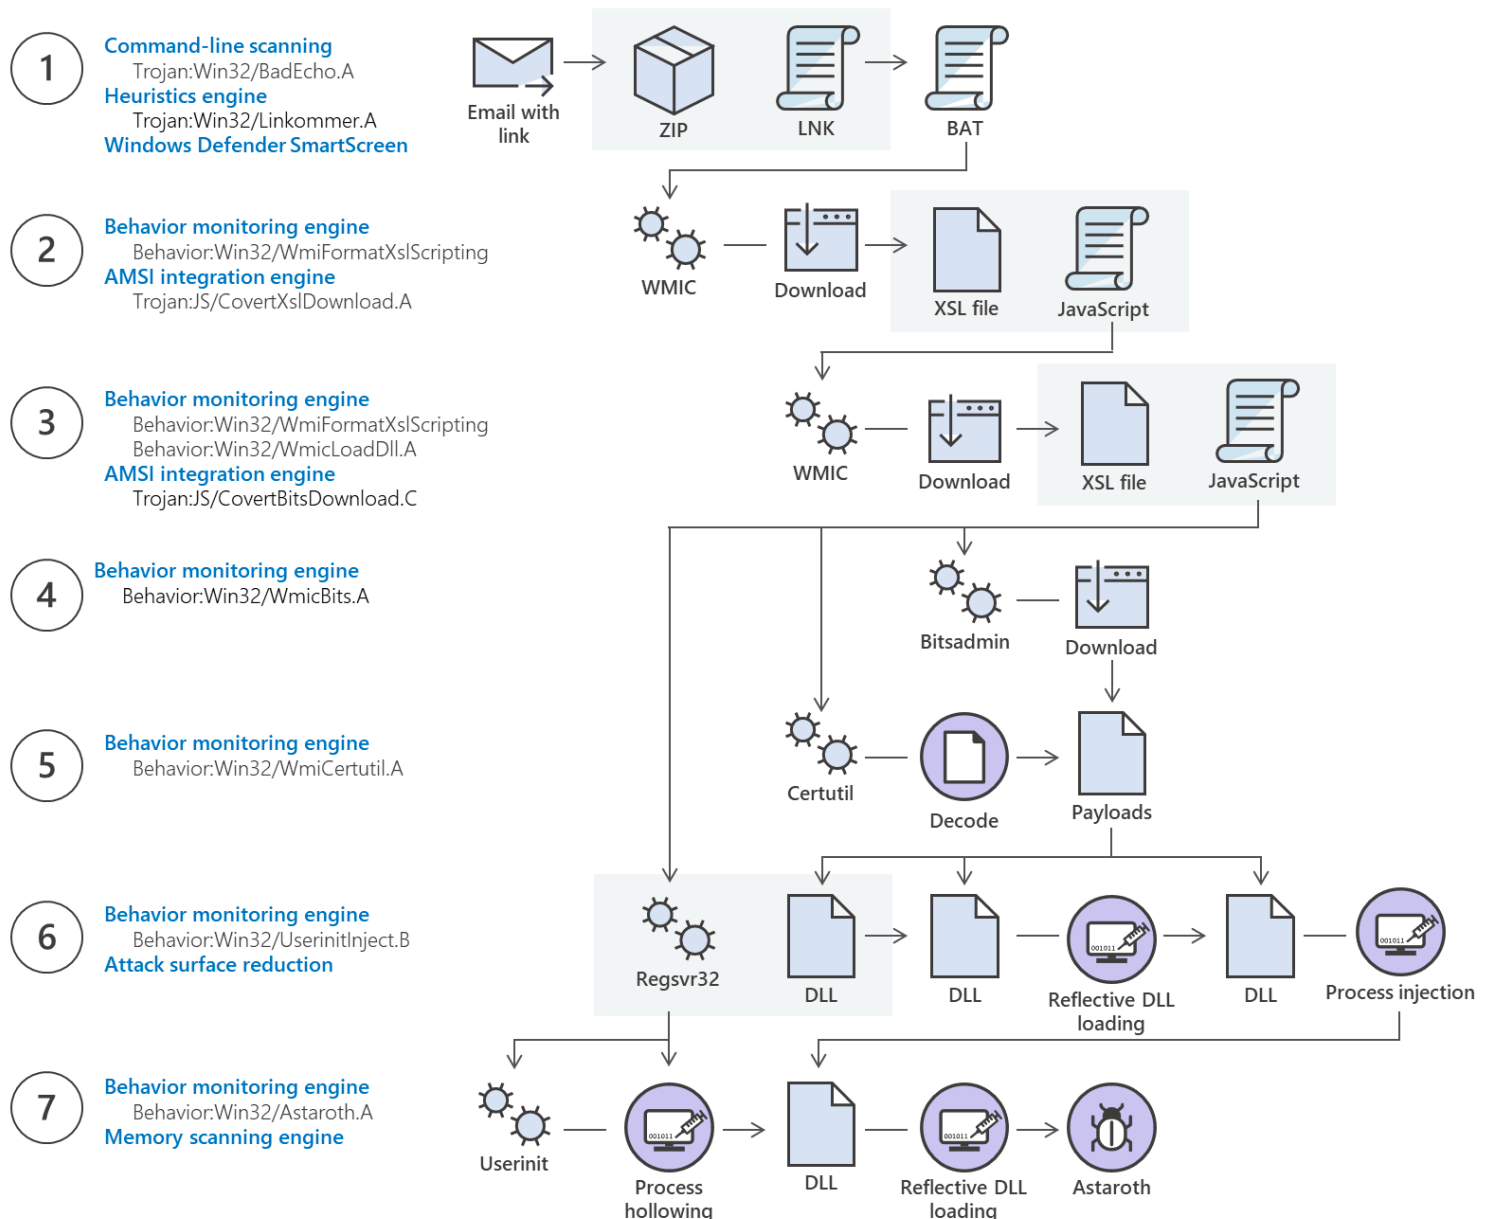 1
Command-line scanning
Trojan:Win32/BadEcho.A
Heuristics engine
Trojan:Win32/Linkommer.A
Windows Defender SmartScreen
Email with
link
ZIP
LNK
BAT
2
Behavior monitoring engine
Behavior:Win32/WmiFormatXslScripting
AMSI integration engine
Trojan:JS/CovertXslDownload.A
WMIC
Download
XSL file
JavaScript
3
Behavior monitoring engine
Behavior:Win32/WmiFormatXslScripting
Behavior:Win32/WmicLoadDll.A
AMSI integration engine
Trojan:JS/CovertBitsDownload.C
WMIC
Download
XSL file
JavaScript
4
Behavior monitoring engine
Behavior:Win32/WmicBits.A
Bitsadmin
Download
5
Behavior monitoring engine
Behavior:Win32/WmiCertutil.A
Certutil
Decode
Payloads
6
Behavior monitoring engine
Behavior:Win32/UserinitInject.B
Attack surface reduction
Regsvr32
DLL
DLL
001011
Reflective DLL
loading
DLL
001011
Process injection
7
Behavior monitoring engine
Behavior:Win32/Astaroth.A
Memory scanning engine
Userinit
001011
Process
hollowing
DLL
001011
Reflective DLL
loading
Astaroth